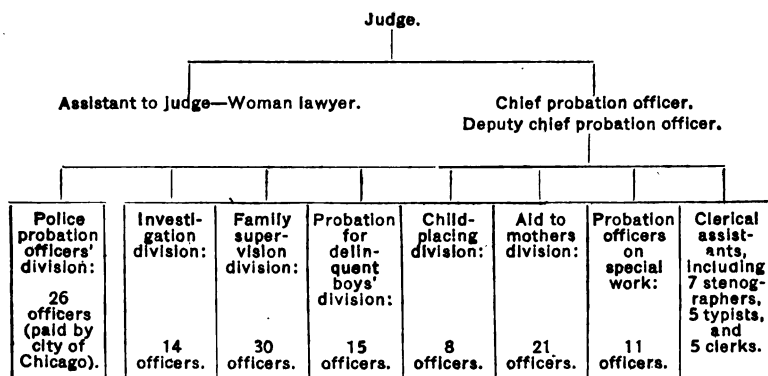 Judge.
Assistant to judge—Woman lawyer.
Chief probation officer.
Deputy chief probation officer.
Police
probation
officers'
division:
26
officers
(paid by
city of
Chicago).
Investi-
gation
division:
14
officers.
Family
super-
vision
division:
30
officers.
Probation
for
delin-
quent
boys'
division:
15
officers.
Child-
placing
division:
8
officers.
Aid to
mothers
division:
21
officers.
Probation
officers
on
special
work:
11
officers.
Clerical
assist-
ants,
including
7 stenog-
raphers,
5 typists,
and
5 clerks.